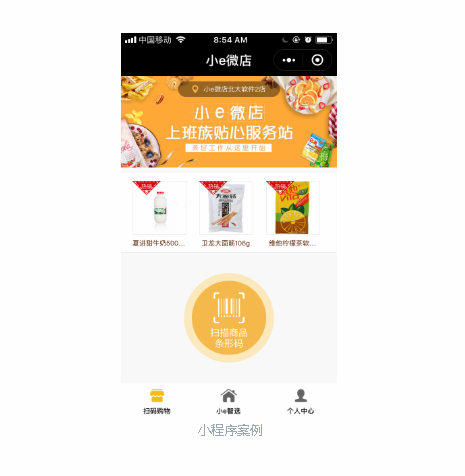 中国移动
8:54 AM
小e微店
小e微店北大软件2店
小e微店
上班族贴心服务站
美好工作从这里开始
热销
热销
热销
夏进甜牛奶500...
卫龙大面筋106g
维他柠檬茶软...
扫描商品
条形码
扫码购物
小e智选
个人中心
小程序案例